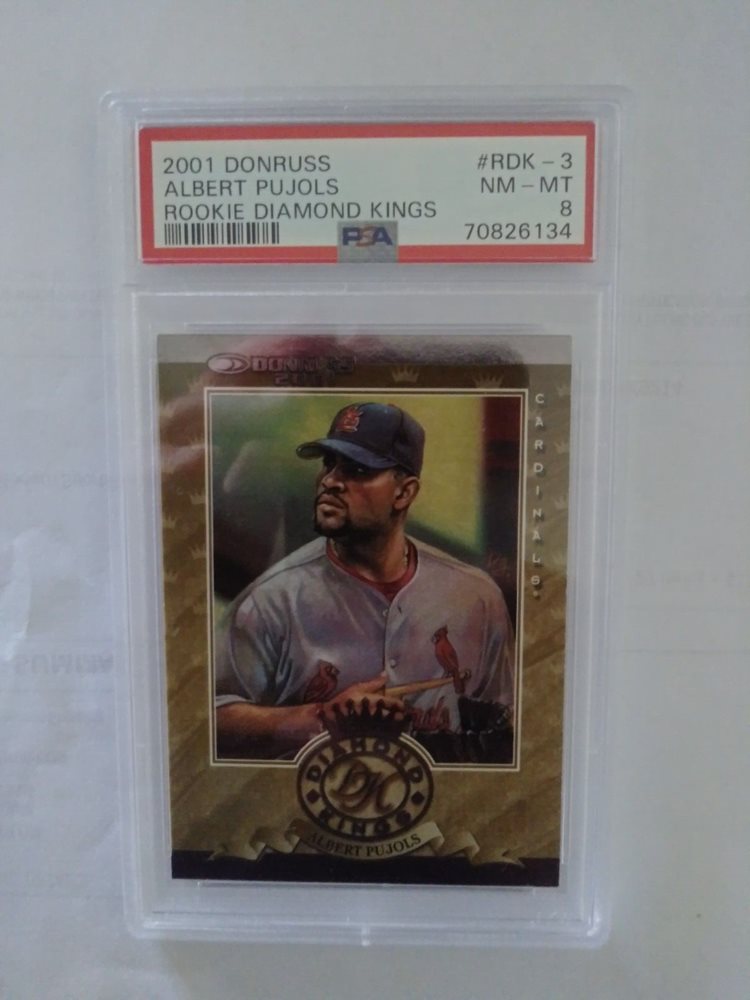 2001 DONRUSS #RDK - 3
ALBERT PUJOLS NM - MT
ROOKIE DIAMOND KINGS 8
PSA 70826134
DONRUSS
2001
CARDINALS
DIAMOND
DK
KINGS
ALBERT PUJOLS